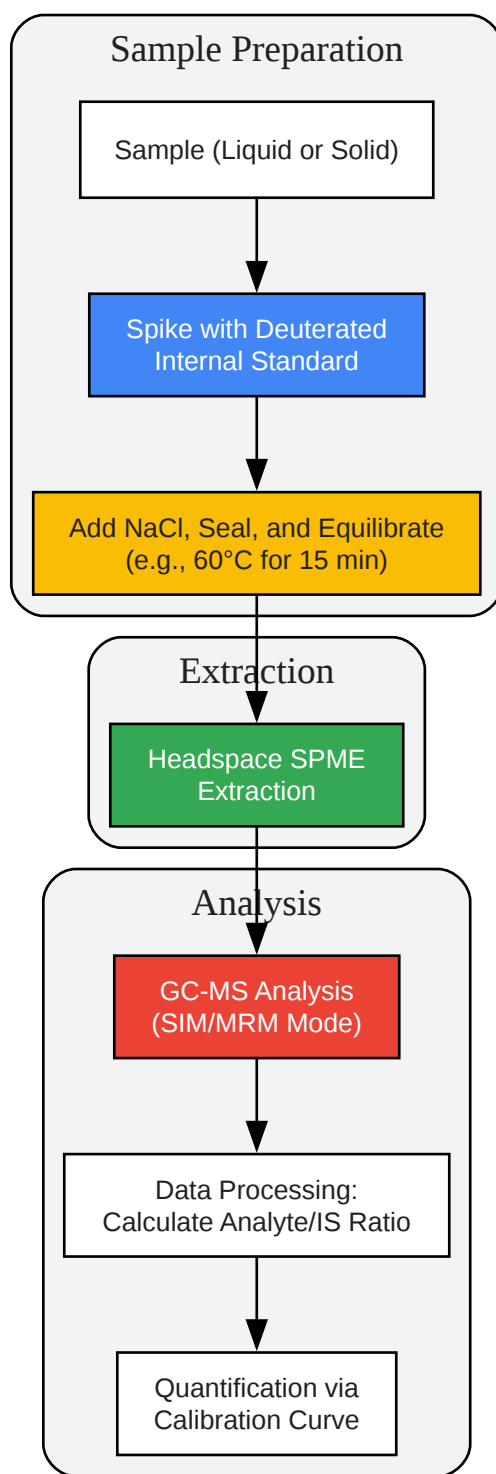 Sample Preparation
Sample (Liquid or Solid)
Spike with Deuterated
Internal Standard
Add NaCl, Seal, and Equilibrate
(e.g., 60°C for 15 min)
Extraction
Headspace SPME
Extraction
Analysis
GC-MS Analysis
(SIM/MRM Mode)
Data Processing:
Calculate Analyte/IS Ratio
Quantification via
Calibration Curve